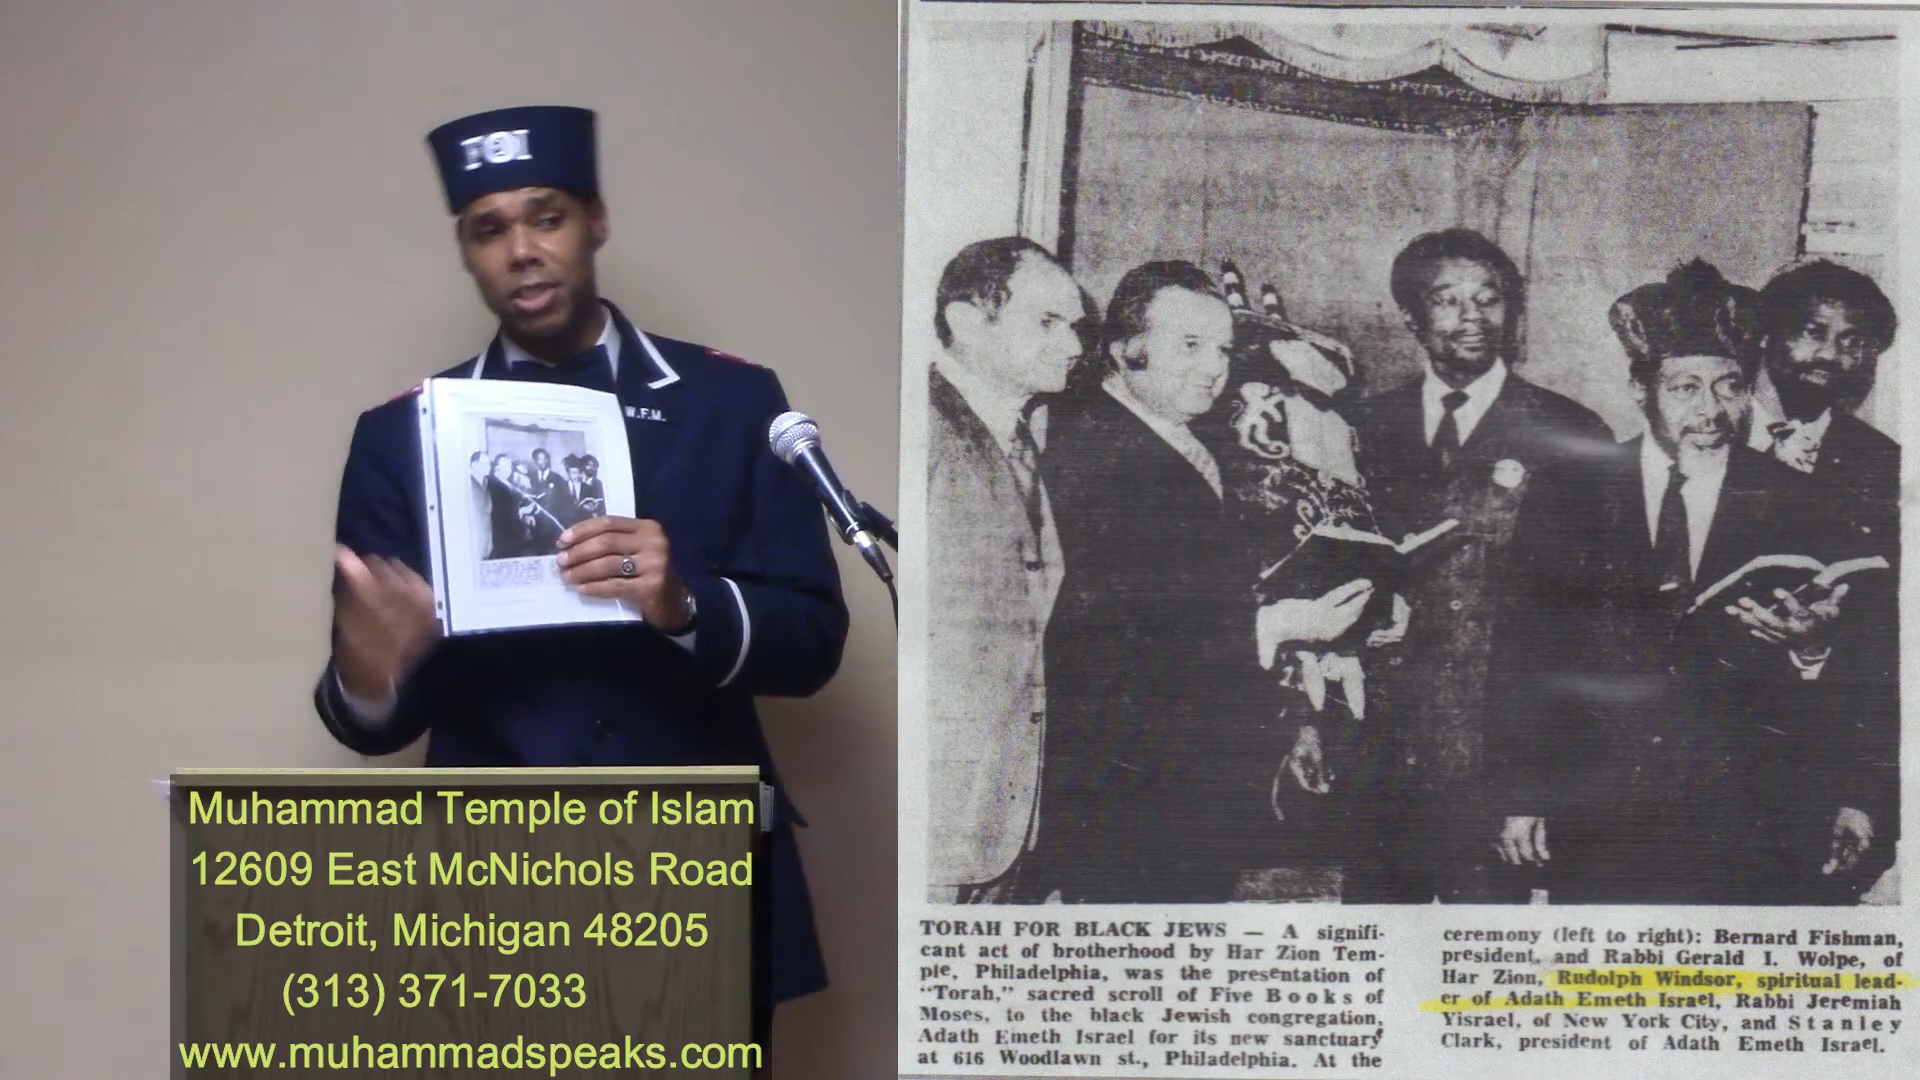 FOI
W.F.M.
Muhammad Temple of Islam
12609 East McNichols Road
Detroit, Michigan 48205
(313) 371-7033
www.muhammadspeaks.com
TORAH FOR BLACK JEWS — A signifi-
cant act of brotherhood by Har Zion Tem-
ple, Philadelphia, was the presentation of
"Torah," sacred scroll of Five Books of
Moses, to the black Jewish congregation,
Adath Emeth Israel for its new sanctuary
at 616 Woodlawn st., Philadelphia. At the
ceremony (left to right): Bernard Fishman,
president, and Rabbi Gerald I. Wolpe, of
Har Zion, Rudolph Windsor, spiritual lead-
er of Adath Emeth Israel, Rabbi Jeremiah
Yisrael, of New York City, and Stanley
Clark, president of Adath Emeth Israel.